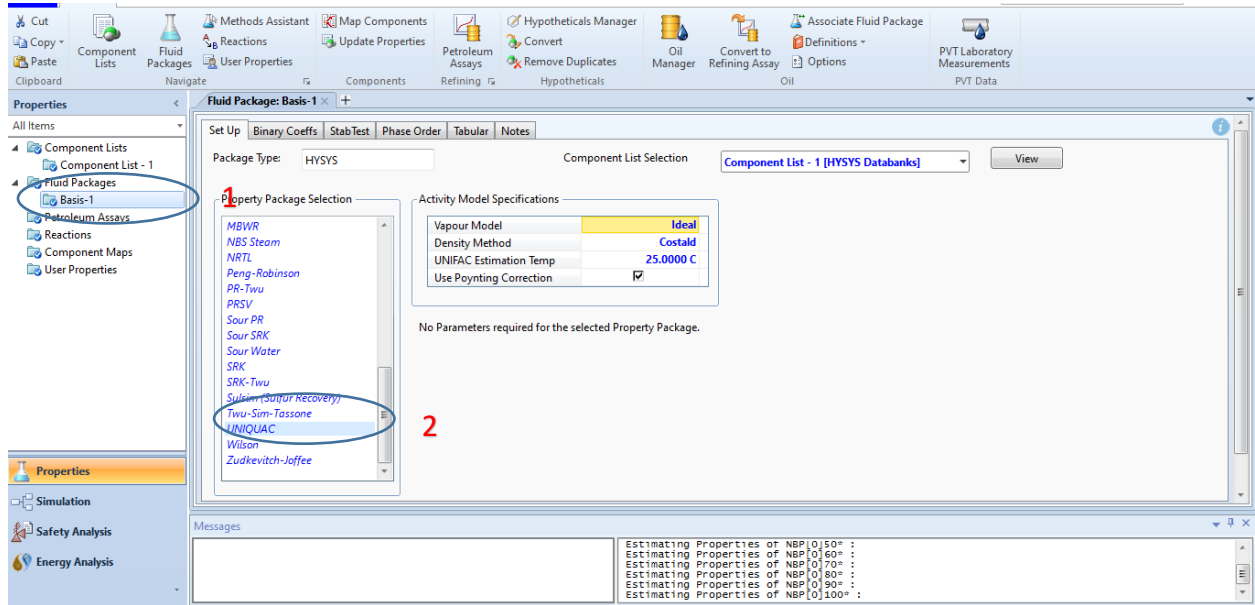 Cut
Copy
Paste
Clipboard
Component Lists
Fluid Packages
Methods Assistant
Reactions
User Properties
Navigate
Map Components
Update Properties
Components
Petroleum Assays
Refining
Hypotheticals Manager
Convert
Remove Duplicates
Hypotheticals
Oil Manager
Convert to Refining Assay
Associate Fluid Package
Definitions
Options
Oil
PVT Laboratory Measurements
PVT Data
Properties
All Items
Component Lists
Component List - 1
Fluid Packages
Basis-1
Petroleum Assays
Reactions
Component Maps
User Properties
Properties
Simulation
Safety Analysis
Energy Analysis
Fluid Package: Basis-1
Set Up Binary Coeffs StabTest Phase Order Tabular Notes
Package Type: HYSYS Component List Selection Component List - 1 [HYSYS Databanks] View
1
Property Package Selection
MBWR
NBS Steam
NRTL
Peng-Robinson
PR-Twu
PRSV
Sour PR
Sour SRK
Sour Water
SRK
SRK-Twu
Sulsim (Sulfur Recovery)
Twu-Sim-Tassone
UNIQUAC
Wilson
Zudkevitch-Joffee
2
Activity Model Specifications
Vapour Model Ideal
Density Method Costald
UNIFAC Estimation Temp 25.0000 C
Use Poynting Correction
No Parameters required for the selected Property Package.
Messages
Estimating Properties of NBP[0]50* :
Estimating Properties of NBP[0]60* :
Estimating Properties of NBP[0]70* :
Estimating Properties of NBP[0]80* :
Estimating Properties of NBP[0]90* :
Estimating Properties of NBP[0]100* :